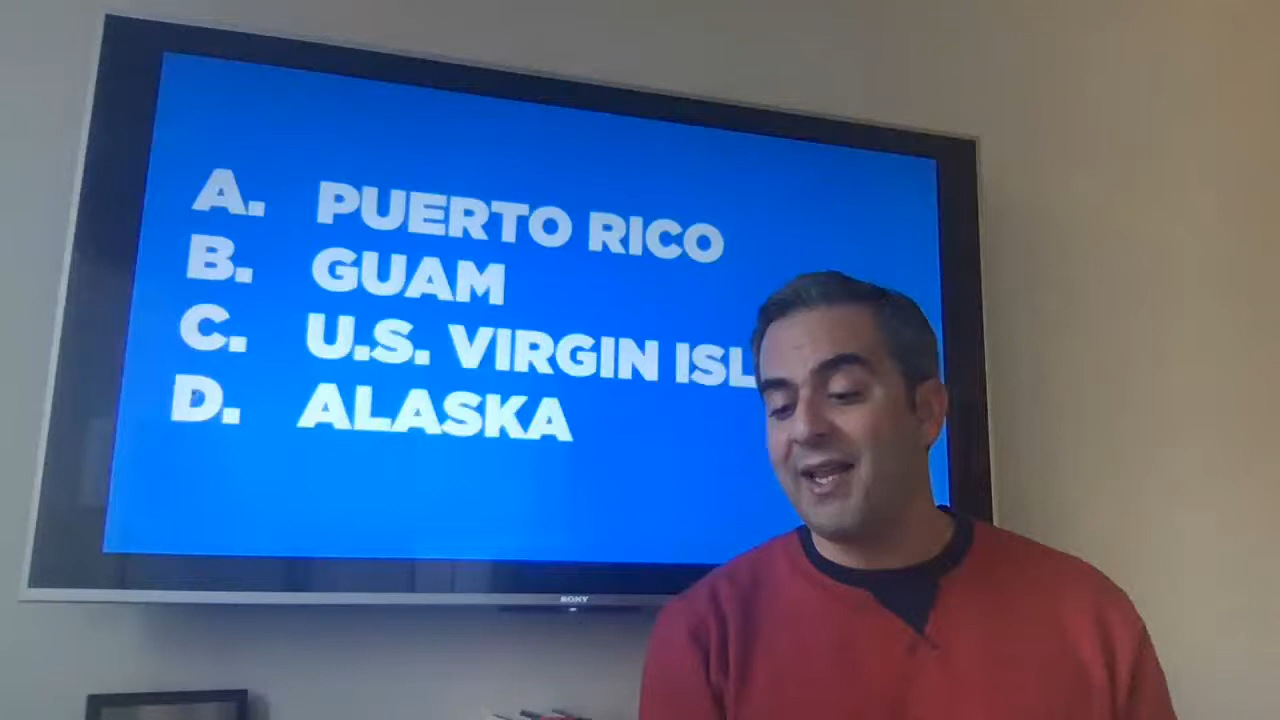 A. PUERTO RICO
B. GUAM
C. U.S. VIRGIN ISL
D. ALASKA
SONY